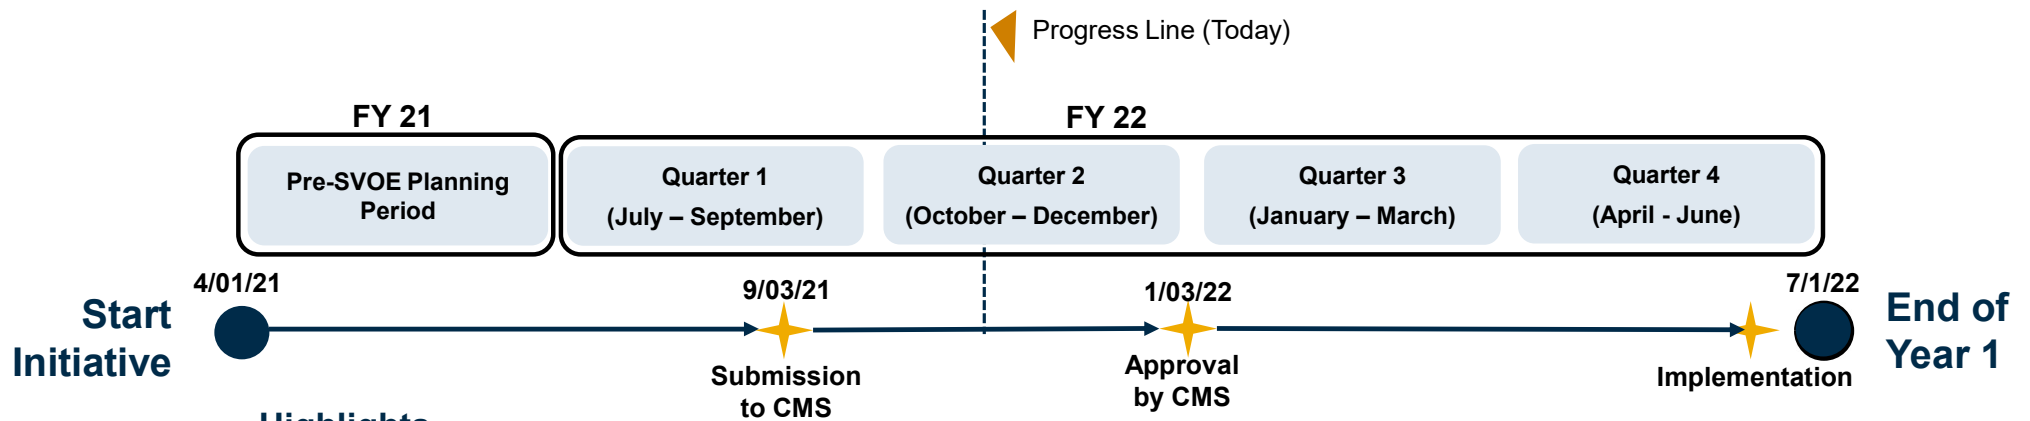 Progress Line (Today)
FY 21
FY 22
Pre-SVOE Planning
Period
Quarter 1
(July – September)
Quarter 2
(October – December)
Quarter 3
(January – March)
Quarter 4
(April - June)
4/01/21
9/03/21
1/03/22
7/1/22
Start
Initiative
End of
Year 1
Submission
to CMS
Approval
by CMS
Implementation
Highlights